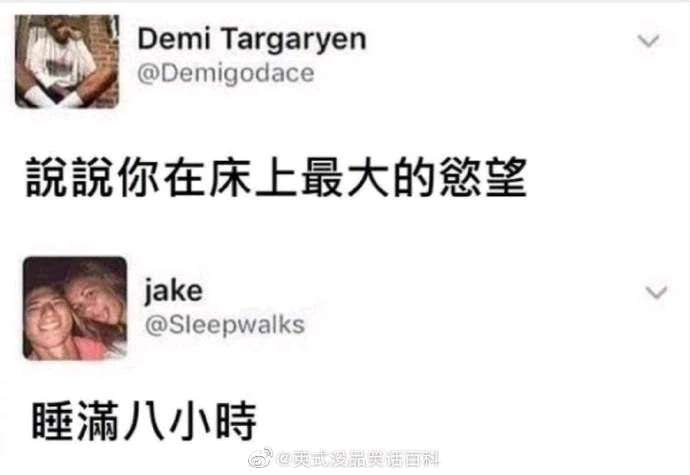 Demi Targaryen
@Demigodace
說說你在床上最大的慾望
jake
@Sleepwalks
睡滿八小時
@英式没品笑话百科